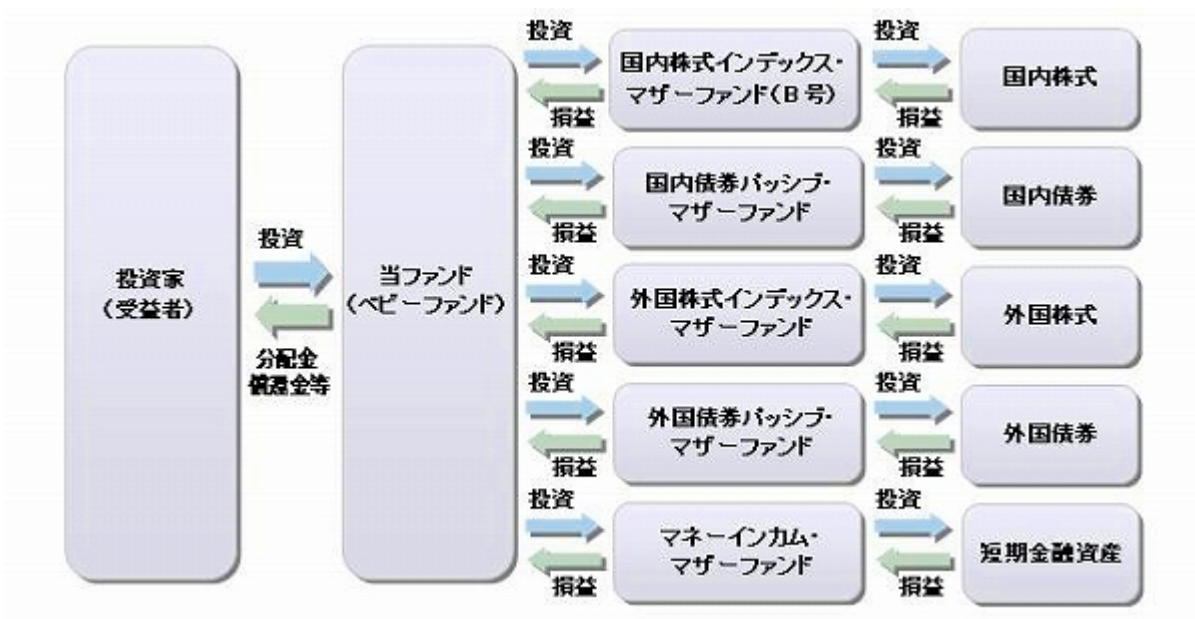 投資家
(受益者)
投資
分配金
償還金等
当ファンド
(ベビーファンド)
投資
損益
国内株式インデックス・
マザーファンド(B号)
投資
損益
国内株式
投資
損益
国内債券パッシブ・
マザーファンド
投資
損益
国内債券
投資
損益
外国株式インデックス・
マザーファンド
投資
損益
外国株式
投資
損益
外国債券パッシブ・
マザーファンド
投資
損益
外国債券
投資
損益
マネーインカム・
マザーファンド
投資
損益
短期金融資産